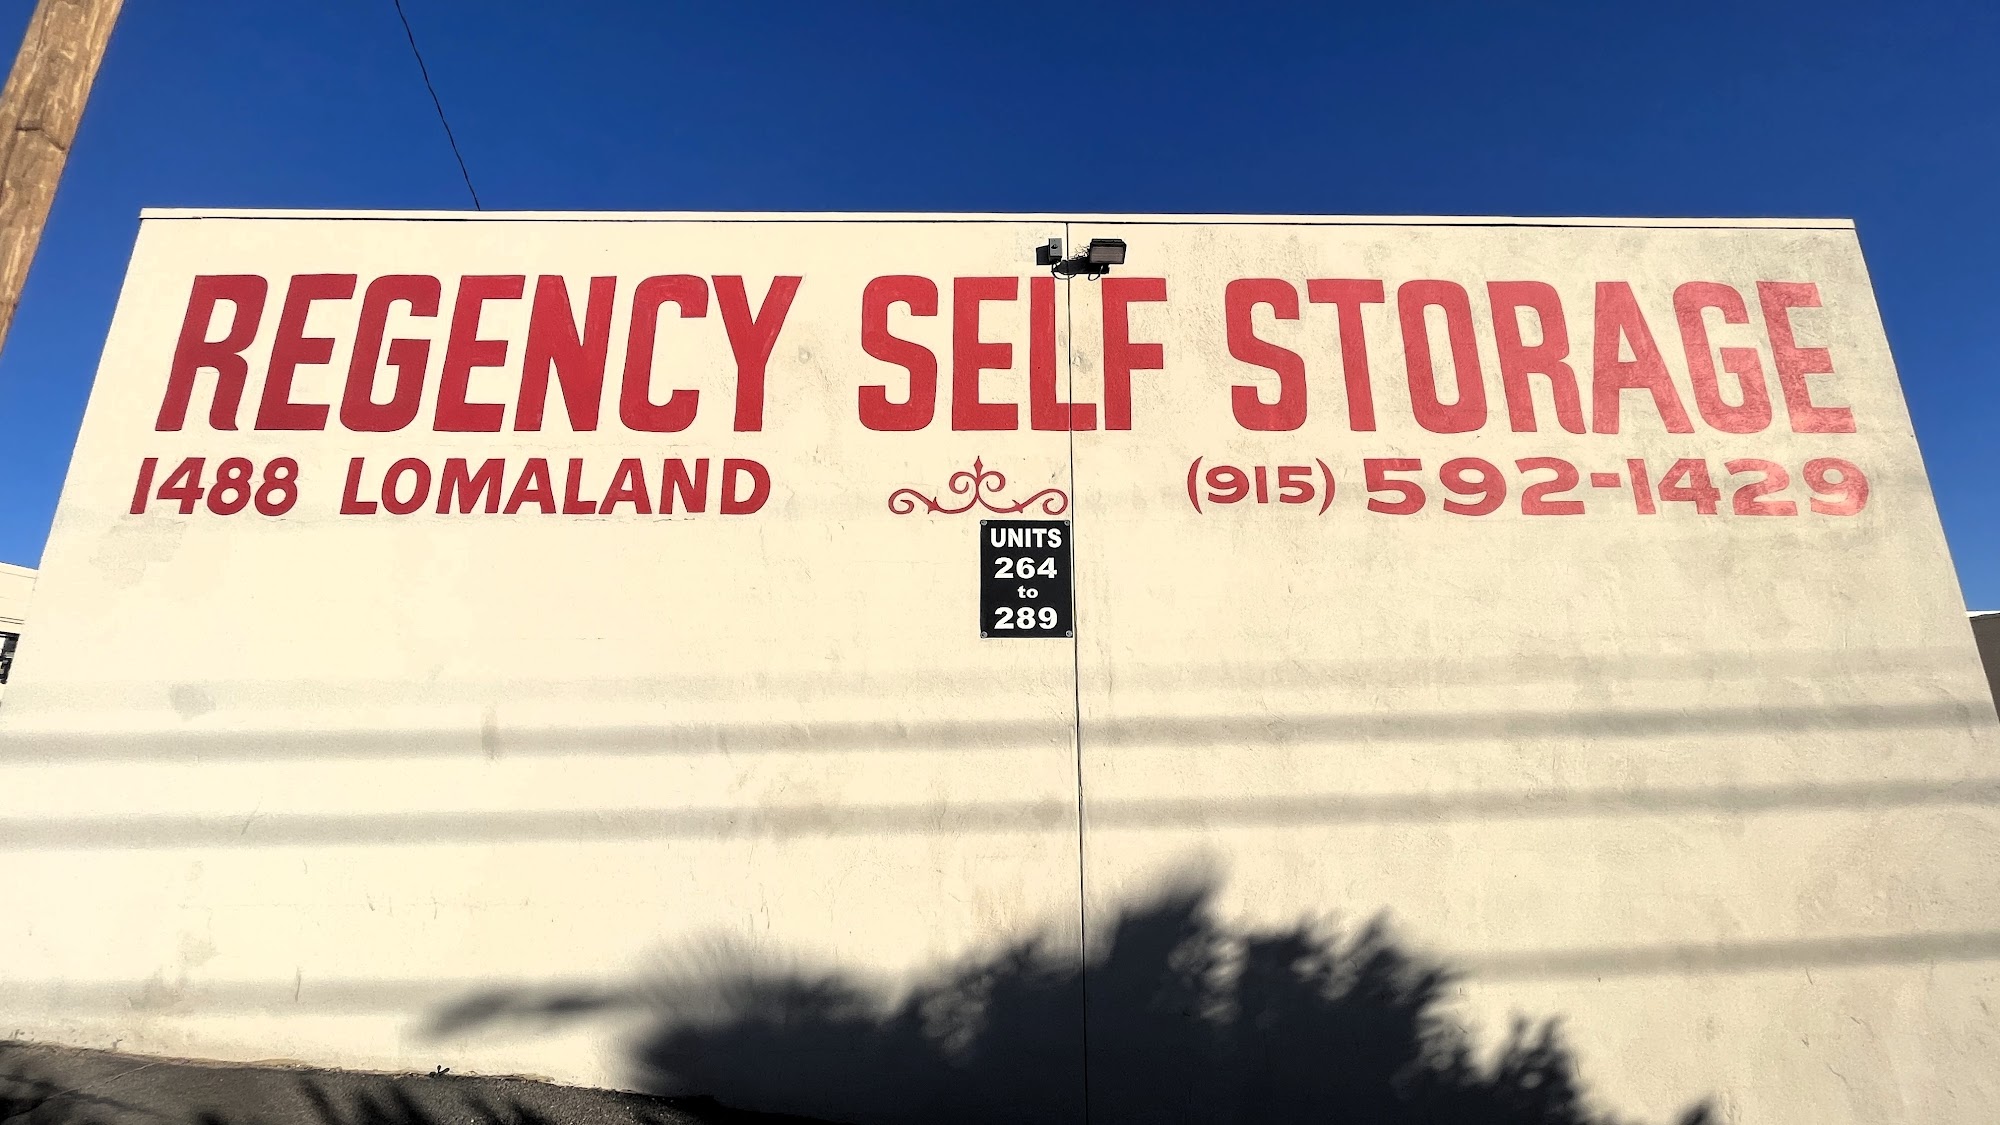 REGENCY SELF STORAGE
1488 LOMALAND
(915) 592-1429
UNITS
264
to
289